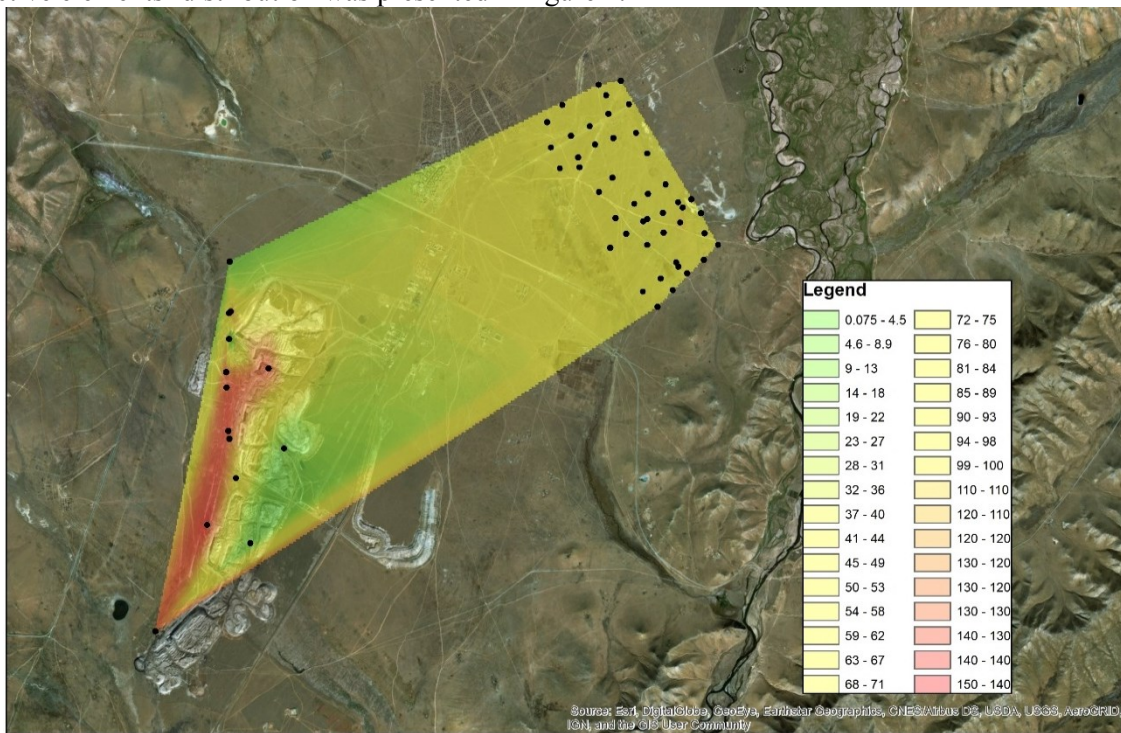 Legend
0.075 - 4.5
4.6 - 8.9
9 - 13
14 - 18
19 - 22
23 - 27
28 - 31
32 - 36
37 - 40
41 - 44
45 - 49
50 - 53
54 - 58
59 - 62
63 - 67
68 - 71
72 - 75
76 - 80
81 - 84
85 - 89
90 - 93
94 - 98
99 - 100
110 - 110
120 - 110
120 - 120
130 - 120
130 - 120
130 - 130
140 - 130
140 - 140
150 - 140
Source: Esri, DigitalGlobe, GeoEye, Earthstar Geographics, CNES/Airbus DS, USDA, USGS, AeroGRID,
IGN, and the GIS User Community